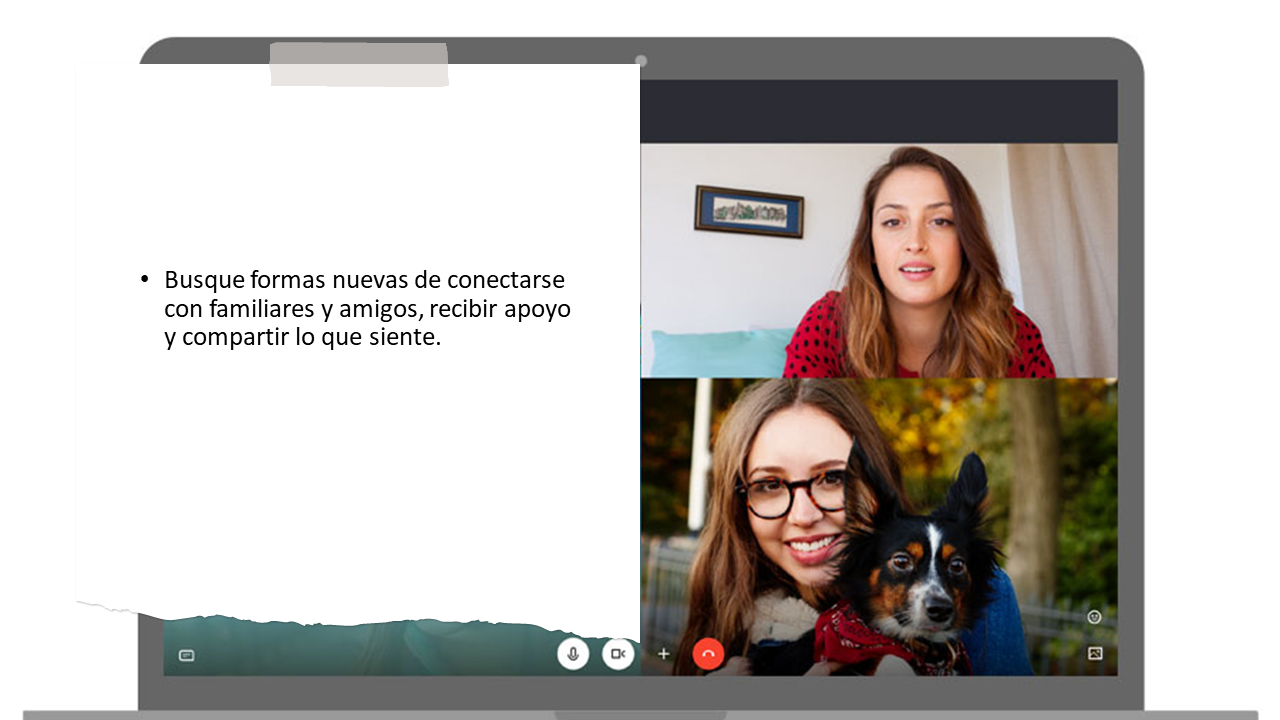 • Busque formas nuevas de conectarse
con familiares y amigos, recibir apoyo
y compartir lo que siente.